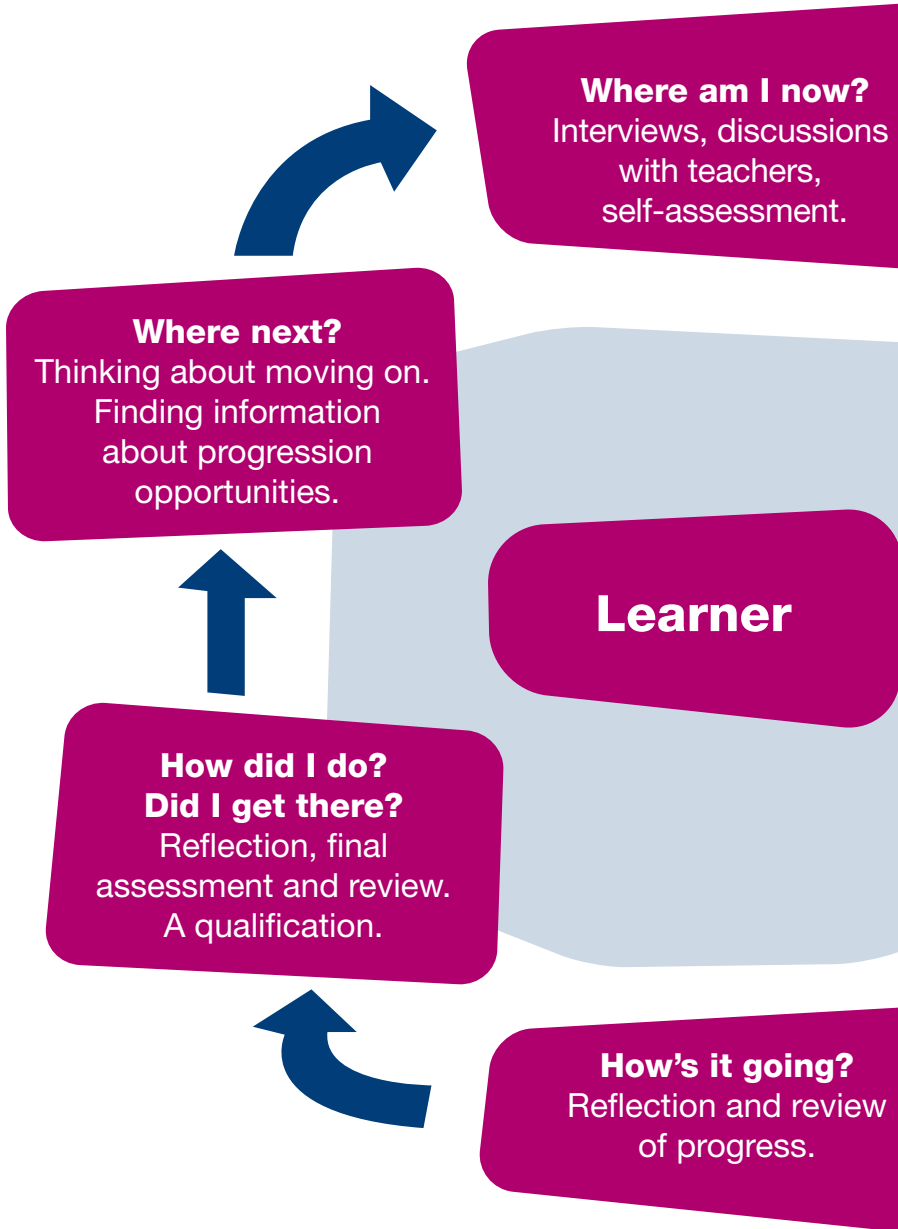 Where am I now?
Interviews, discussions
with teachers,
self-assessment.
Where next?
Thinking about moving on.
Finding information
about progression
opportunities.
Learner
How did I do?
Did I get there?
Reflection, final
assessment and review.
A qualification.
How's it going?
Reflection and review
of progress.